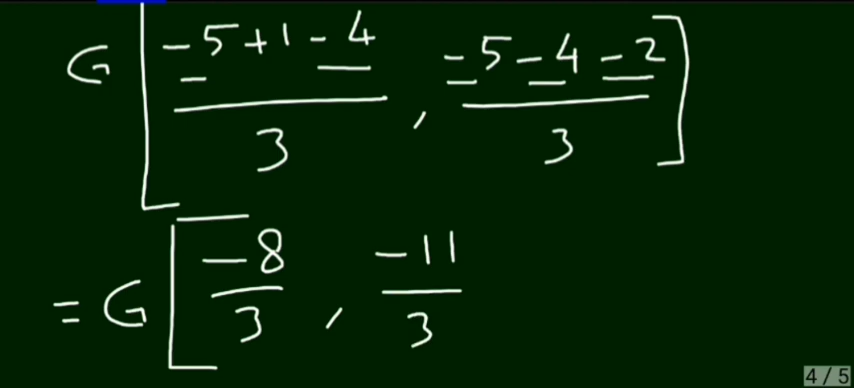 G [ (-5+1-4)/3 , (-5-4-2)/3 ]
= G [ -8/3 , -11/3
4 / 5